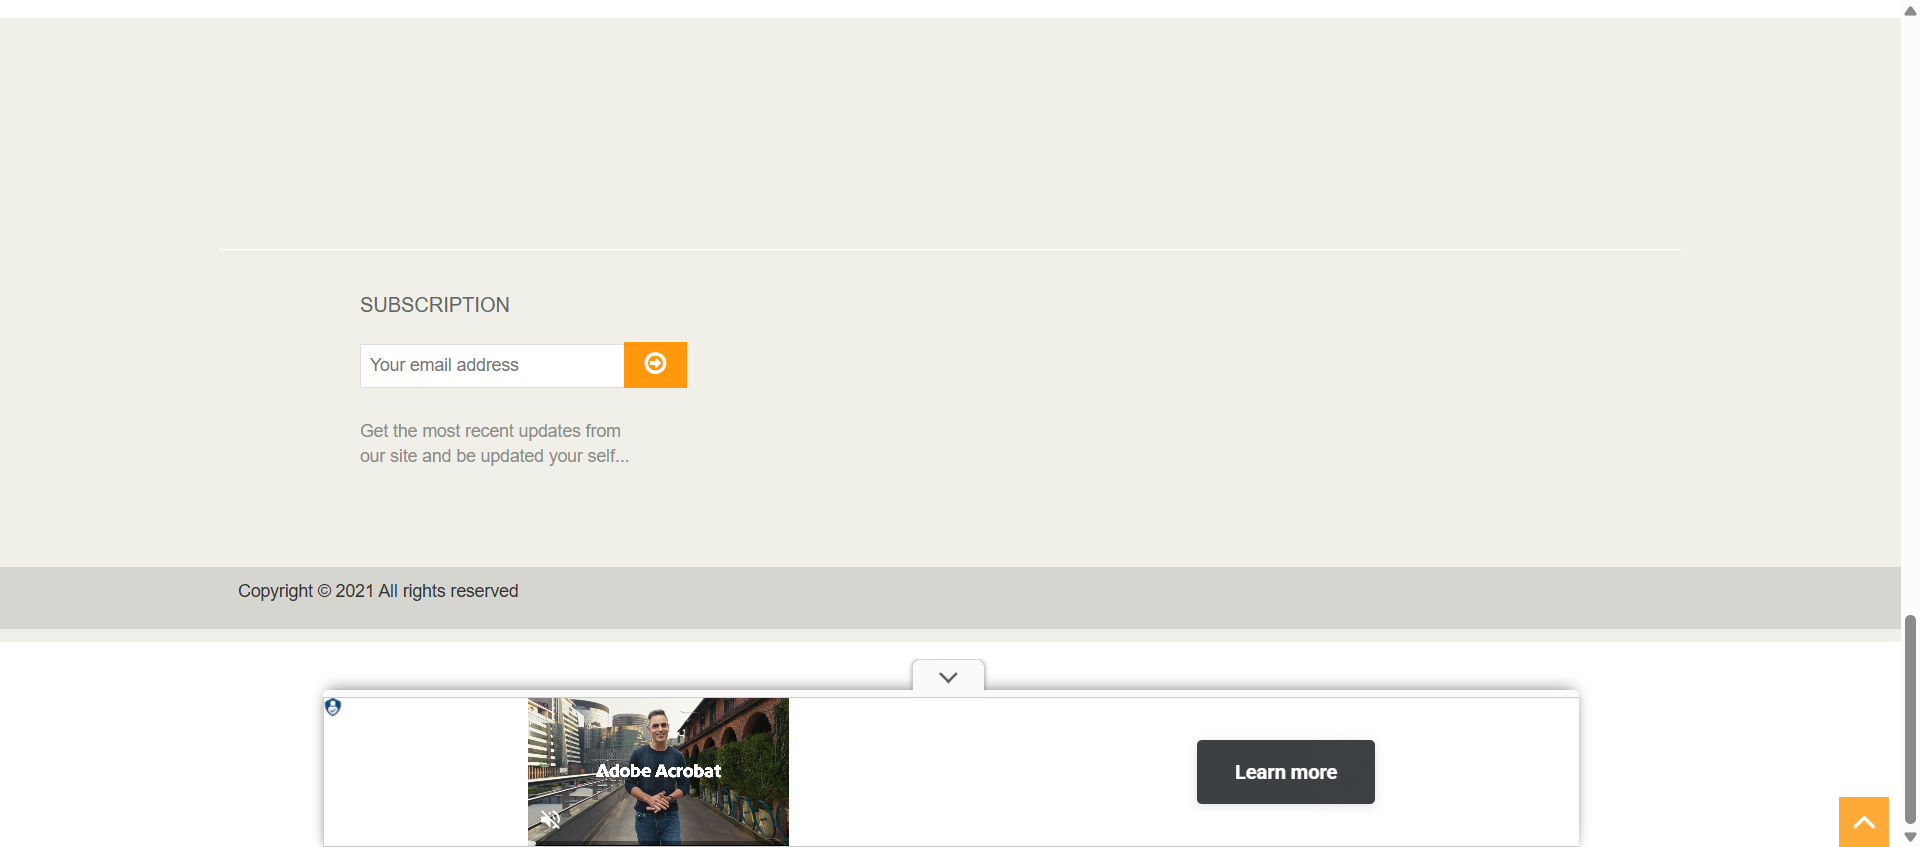 SUBSCRIPTION
Your email address
Get the most recent updates from
our site and be updated your self...
Copyright © 2021 All rights reserved
Adobe Acrobat
Learn more